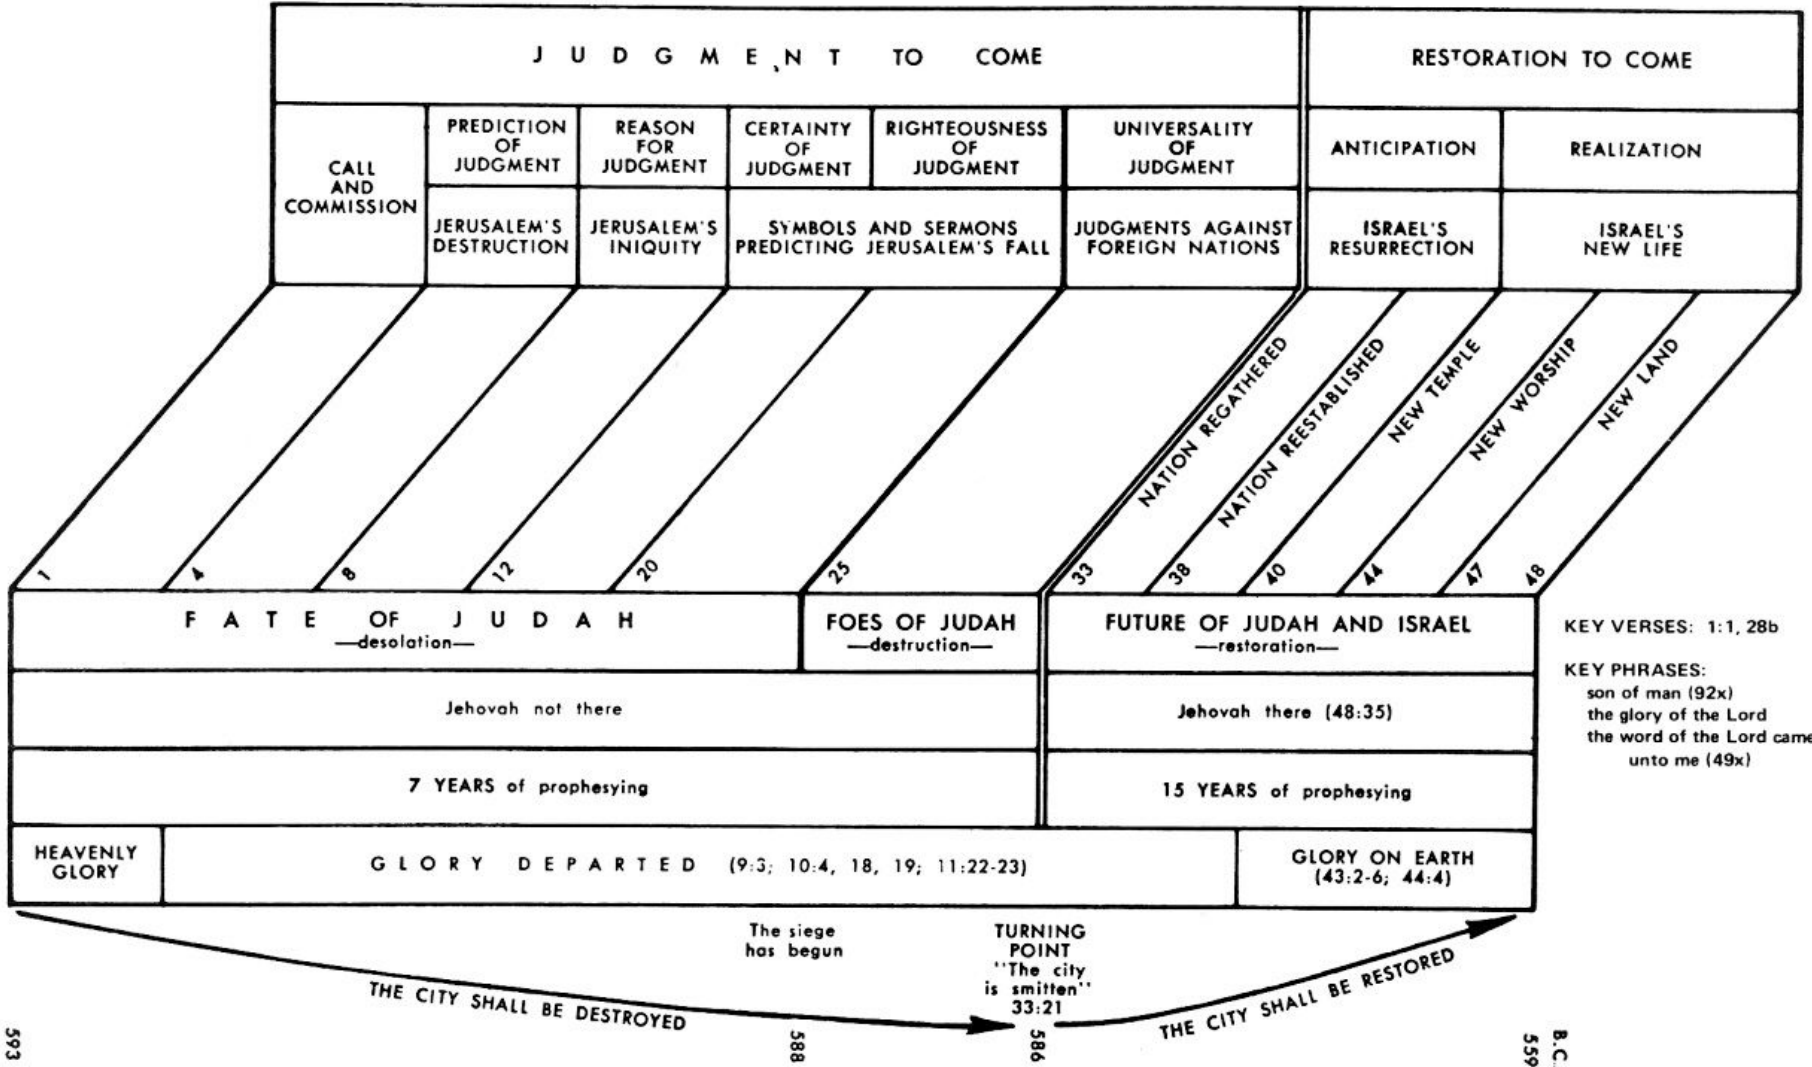 JUDGMENT TO COME
RESTORATION TO COME
CALL
AND
COMMISSION
PREDICTION
OF
JUDGMENT
REASON
FOR
JUDGMENT
CERTAINTY
OF
JUDGMENT
RIGHTEOUSNESS
OF
JUDGMENT
UNIVERSALITY
OF
JUDGMENT
ANTICIPATION
REALIZATION
JERUSALEM'S
DESTRUCTION
JERUSALEM'S
INIQUITY
SYMBOLS AND SERMONS
PREDICTING JERUSALEM'S FALL
JUDGMENTS AGAINST
FOREIGN NATIONS
ISRAEL'S
RESURRECTION
ISRAEL'S
NEW LIFE
NATION REGATHERED
NATION REESTABLISHED
NEW TEMPLE
NEW WORSHIP
NEW LAND
1
4
8
12
20
25
33
38
40
44
47
48
FATE OF JUDAH
—desolation—
FOES OF JUDAH
—destruction—
FUTURE OF JUDAH AND ISRAEL
—restoration—
KEY VERSES: 1:1, 28b
KEY PHRASES:
son of man (92x)
the glory of the Lord
the word of the Lord came
unto me (49x)
Jehovah not there
Jehovah there (48:35)
7 YEARS of prophesying
15 YEARS of prophesying
HEAVENLY
GLORY
GLORY DEPARTED (9:3; 10:4, 18, 19; 11:22-23)
GLORY ON EARTH
(43:2-6; 44:4)
The siege
has begun
TURNING
POINT
"The city
is smitten"
33:21
THE CITY SHALL BE DESTROYED
THE CITY SHALL BE RESTORED
593
588
586
559
B.C.